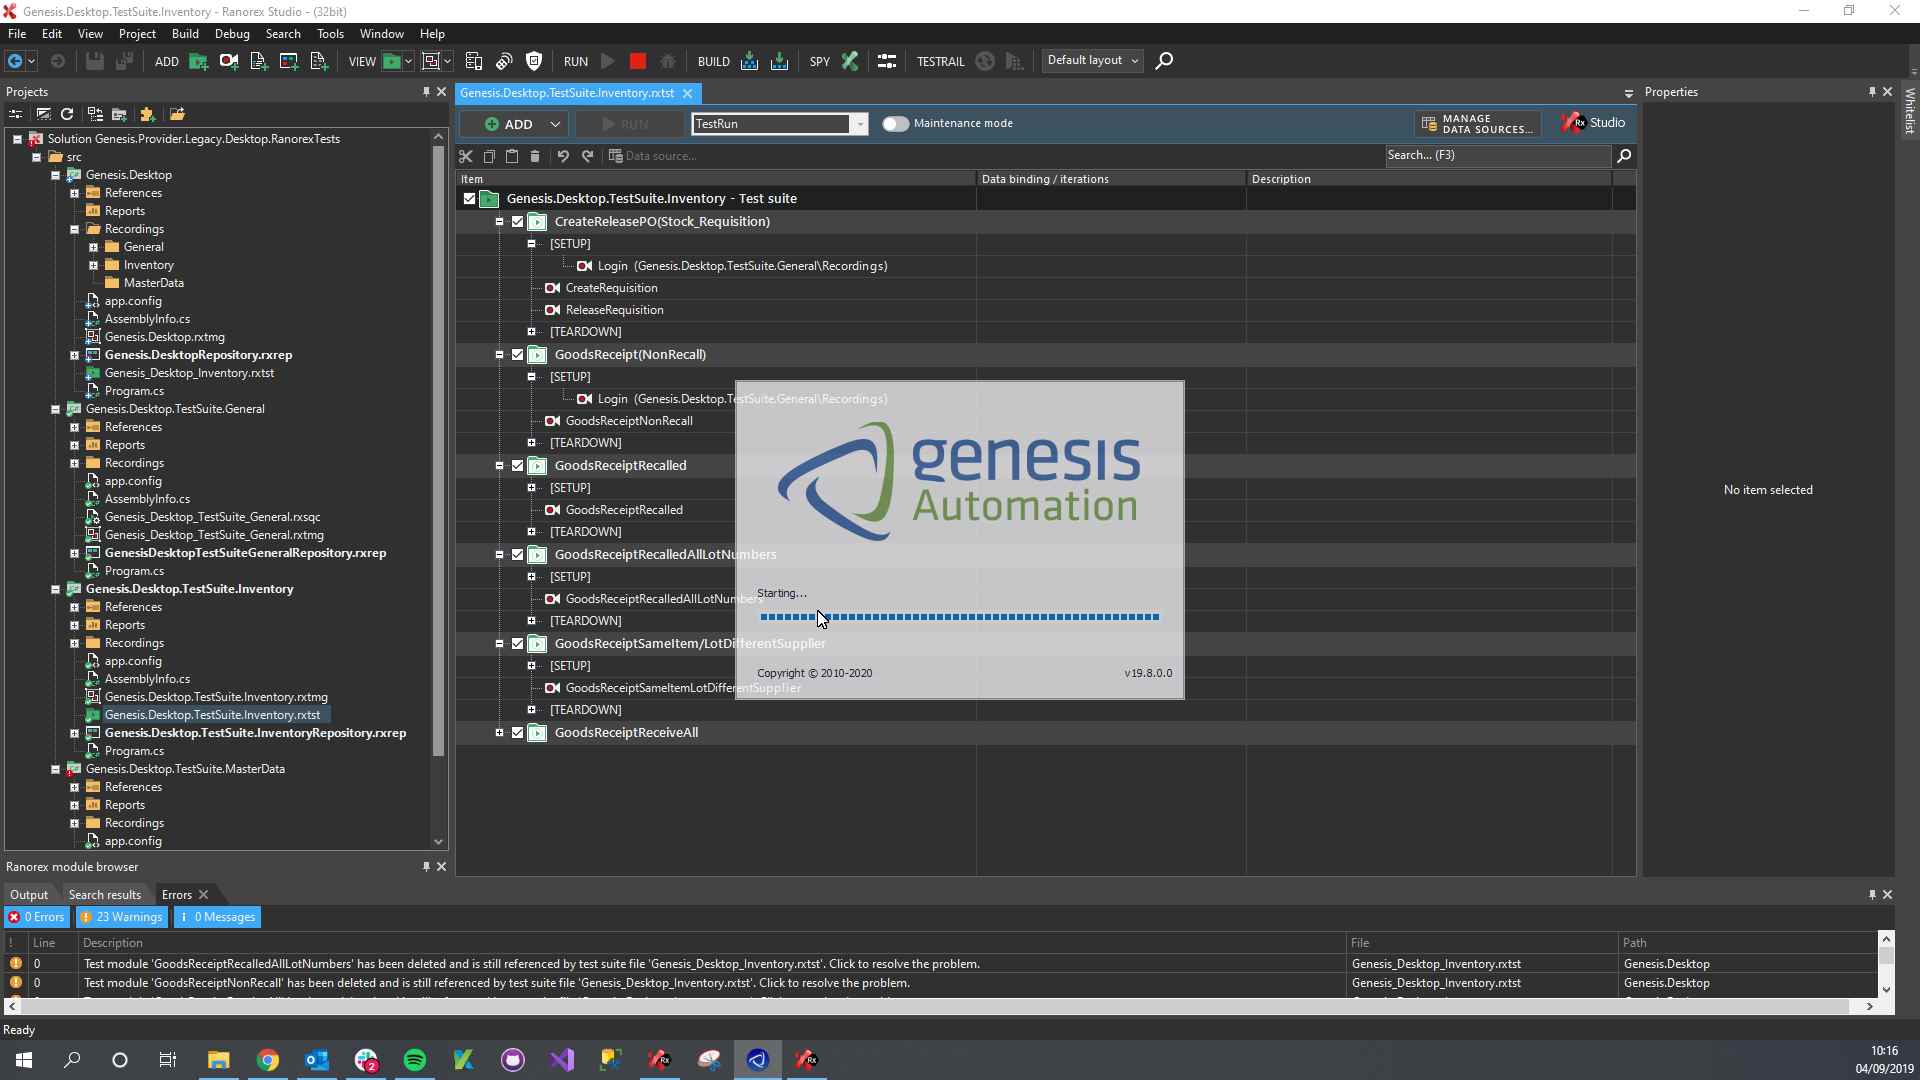 Genesis.Desktop.TestSuite.Inventory - Ranorex Studio - (32bit)
File Edit View Project Build Debug Search Tools Window Help
ADD VIEW RUN BUILD SPY TESTRAIL Default layout
Projects
Genesis.Desktop.TestSuite.Inventory.rxtst
Properties
Whitelist
ADD RUN TestRun Maintenance mode MANAGE DATA SOURCES... Rx Studio
Data source... Search... (F3)
Item Data binding / iterations Description
Solution Genesis.Provider.Legacy.Desktop.RanorexTests
src
Genesis.Desktop
References
Reports
Recordings
General
Inventory
MasterData
app.config
AssemblyInfo.cs
Genesis.Desktop.rxtmg
Genesis.DesktopRepository.rxrep
Genesis_Desktop_Inventory.rxtst
Program.cs
Genesis.Desktop.TestSuite.General
References
Reports
Recordings
app.config
AssemblyInfo.cs
Genesis_Desktop_TestSuite_General.rxsqc
Genesis_Desktop_TestSuite_General.rxtmg
GenesisDesktopTestSuiteGeneralRepository.rxrep
Program.cs
Genesis.Desktop.TestSuite.Inventory
References
Reports
Recordings
app.config
AssemblyInfo.cs
Genesis.Desktop.TestSuite.Inventory.rxtmg
Genesis.Desktop.TestSuite.Inventory.rxtst
Genesis.Desktop.TestSuite.InventoryRepository.rxrep
Program.cs
Genesis.Desktop.TestSuite.MasterData
References
Reports
Recordings
app.config
Genesis.Desktop.TestSuite.Inventory - Test suite
CreateReleasePO(Stock_Requisition)
[SETUP]
Login (Genesis.Desktop.TestSuite.General\Recordings)
CreateRequisition
ReleaseRequisition
[TEARDOWN]
GoodsReceipt(NonRecall)
[SETUP]
Login (Genesis.Desktop.TestSuite.General\Recordings)
GoodsReceiptNonRecall
[TEARDOWN]
GoodsReceiptRecalled
[SETUP]
GoodsReceiptRecalled
[TEARDOWN]
GoodsReceiptRecalledAllLotNumbers
[SETUP]
GoodsReceiptRecalledAllLotNumbers
[TEARDOWN]
GoodsReceiptSameItem/LotDifferentSupplier
[SETUP]
GoodsReceiptSameItemLotDifferentSupplier
[TEARDOWN]
GoodsReceiptReceiveAll
genesis
Automation
Starting...
Copyright © 2010-2020 v19.8.0.0
No item selected
Ranorex module browser
Output Search results Errors
0 Errors 23 Warnings 0 Messages
! Line Description File Path
0 Test module 'GoodsReceiptRecalledAllLotNumbers' has been deleted and is still referenced by test suite file 'Genesis_Desktop_Inventory.rxtst'. Click to resolve the problem. Genesis_Desktop_Inventory.rxtst Genesis.Desktop
0 Test module 'GoodsReceiptNonRecall' has been deleted and is still referenced by test suite file 'Genesis_Desktop_Inventory.rxtst'. Click to resolve the problem. Genesis_Desktop_Inventory.rxtst Genesis.Desktop
Ready
2
Rx
Rx
10:16
04/09/2019